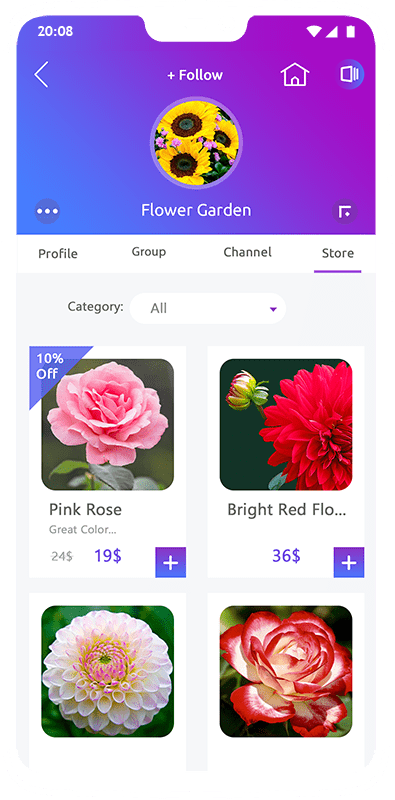 20:08
+ Follow
Flower Garden
Profile
Group
Channel
Store
Category:
All
10%
Off
Pink Rose
Great Color...
24$
19$
+
Bright Red Flo...
36$
+